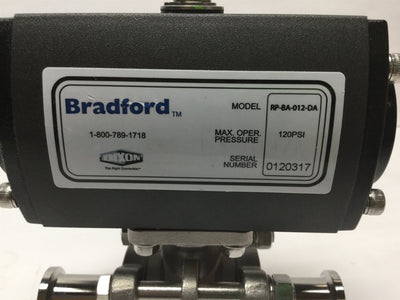 Bradford™
1-800-789-1718
DIXON
The Right Connection™
MODEL RP-BA-012-DA
MAX. OPER. PRESSURE 120PSI
SERIAL NUMBER 0120317